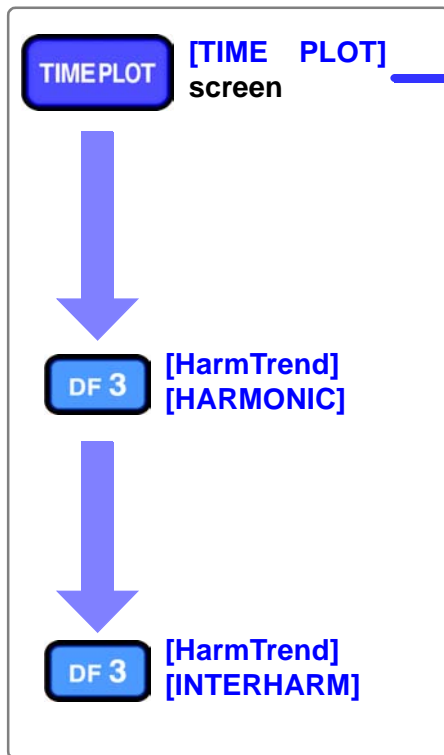 TIMEPLOT
[TIME PLOT]
screen
DF 3
[HarmTrend]
[HARMONIC]
DF 3
[HarmTrend]
[INTERHARM]